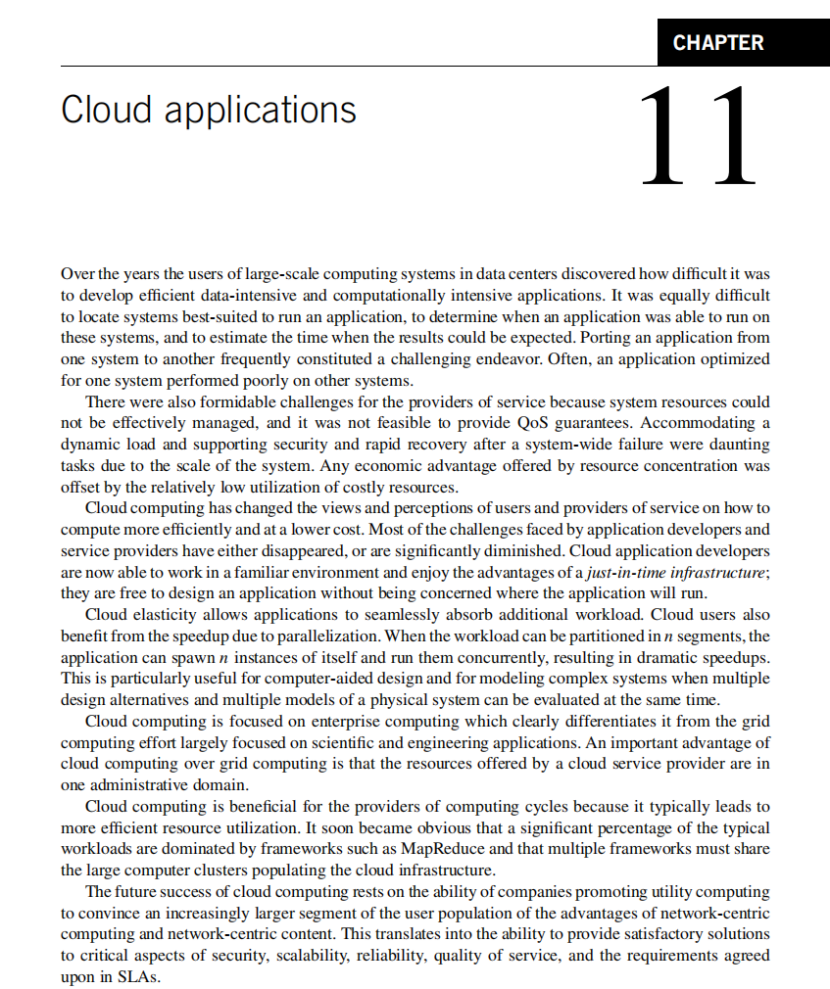 CHAPTER
Cloud applications
11
Over the years the users of large-scale computing systems in data centers discovered how difficult it was
to develop efficient data-intensive and computationally intensive applications. It was equally difficult
to locate systems best-suited to run an application, to determine when an application was able to run on
these systems, and to estimate the time when the results could be expected. Porting an application from
one system to another frequently constituted a challenging endeavor. Often, an application optimized
for one system performed poorly on other systems.
There were also formidable challenges for the providers of service because system resources could
not be effectively managed, and it was not feasible to provide QoS guarantees. Accommodating a
dynamic load and supporting security and rapid recovery after a system-wide failure were daunting
tasks due to the scale of the system. Any economic advantage offered by resource concentration was
offset by the relatively low utilization of costly resources.
Cloud computing has changed the views and perceptions of users and providers of service on how to
compute more efficiently and at a lower cost. Most of the challenges faced by application developers and
service providers have either disappeared, or are significantly diminished. Cloud application developers
are now able to work in a familiar environment and enjoy the advantages of a just-in-time infrastructure;
they are free to design an application without being concerned where the application will run.
Cloud elasticity allows applications to seamlessly absorb additional workload. Cloud users also
benefit from the speedup due to parallelization. When the workload can be partitioned in n segments, the
application can spawn n instances of itself and run them concurrently, resulting in dramatic speedups.
This is particularly useful for computer-aided design and for modeling complex systems when multiple
design alternatives and multiple models of a physical system can be evaluated at the same time.
Cloud computing is focused on enterprise computing which clearly differentiates it from the grid
computing effort largely focused on scientific and engineering applications. An important advantage of
cloud computing over grid computing is that the resources offered by a cloud service provider are in
one administrative domain.
Cloud computing is beneficial for the providers of computing cycles because it typically leads to
more efficient resource utilization. It soon became obvious that a significant percentage of the typical
workloads are dominated by frameworks such as MapReduce and that multiple frameworks must share
the large computer clusters populating the cloud infrastructure.
The future success of cloud computing rests on the ability of companies promoting utility computing
to convince an increasingly larger segment of the user population of the advantages of network-centric
computing and network-centric content. This translates into the ability to provide satisfactory solutions
to critical aspects of security, scalability, reliability, quality of service, and the requirements agreed
upon in SLAs.